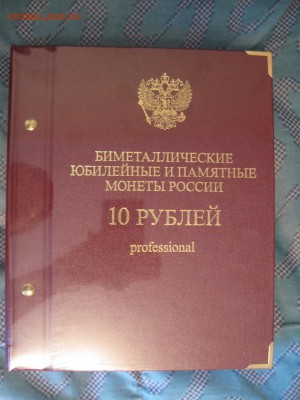 БИМЕТАЛЛИЧЕСКИЕ
ЮБИЛЕЙНЫЕ И ПАМЯТНЫЕ
МОНЕТЫ РОССИИ
10 РУБЛЕЙ
professional